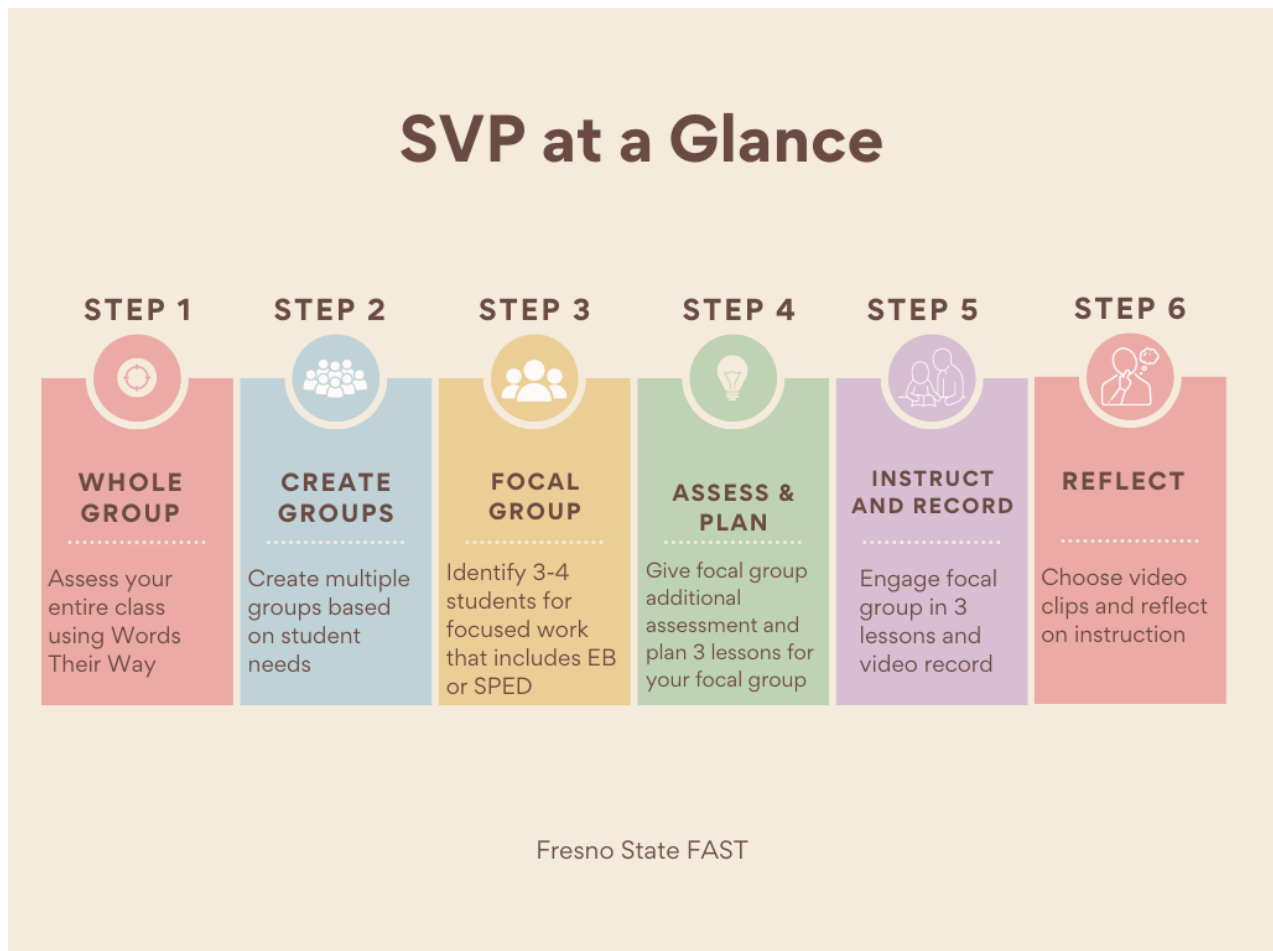 SVP at a Glance
STEP 1
WHOLE
GROUP
Assess your
entire class
using Words
Their Way
STEP 2
CREATE
GROUPS
Create multiple
groups based
on student
needs
STEP 3
FOCAL
GROUP
Identify 3-4
students for
focused work
that includes EB
or SPED
STEP 4
ASSESS &
PLAN
Give focal group
additional
assessment and
plan 3 lessons for
your focal group
STEP 5
INSTRUCT
AND RECORD
Engage focal
group in 3
lessons and
video record
STEP 6
REFLECT
Choose video
clips and reflect
on instruction
Fresno State FAST